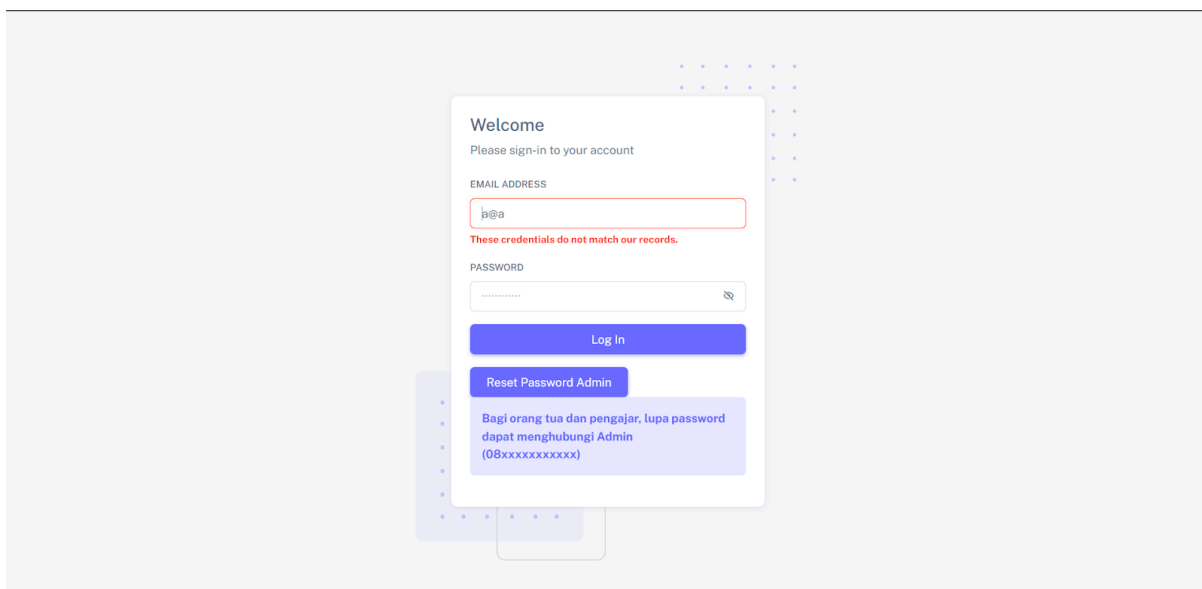 Welcome
Please sign-in to your account
EMAIL ADDRESS
a@a
These credentials do not match our records.
PASSWORD
············
Log In
Reset Password Admin
Bagi orang tua dan pengajar, lupa password
dapat menghubungi Admin
(08xxxxxxxxxxx)